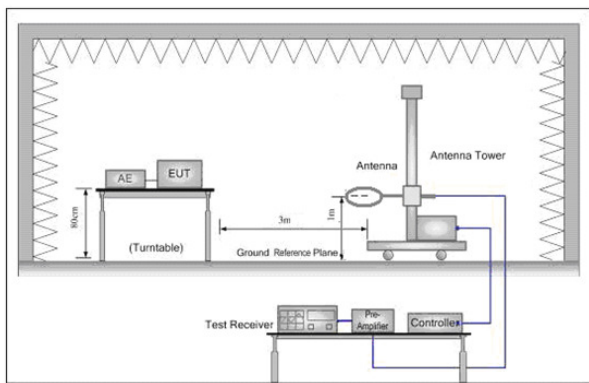 Antenna
Antenna Tower
AE
EUT
80cm
(Turntable)
3m
1m
Ground Reference Plane
Test Receiver
Pre-
Amplifier
Controller